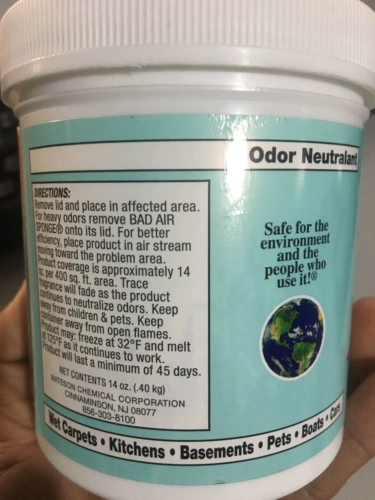 Odor Neutralant
DIRECTIONS:
Remove lid and place in affected area.
For heavy odors remove BAD AIR
SPONGE® onto its lid. For better
efficiency, place product in air stream
moving toward the problem area.
Product coverage is approximately 14
oz. per 400 sq. ft. area. Trace
fragrance will fade as the product
continues to neutralize odors. Keep
away from children & pets. Keep
container away from open flames.
Product may: freeze at 32°F and melt
at 125°F as it continues to work.
Product will last a minimum of 45 days.
NET CONTENTS 14 oz. (.40 kg)
MATESON CHEMICAL CORPORATION
CINNAMINSON, NJ 08077
856-303-8100
Safe for the
environment
and the
people who
use it!®
Wet Carpets • Kitchens • Basements • Pets • Boats • Cars